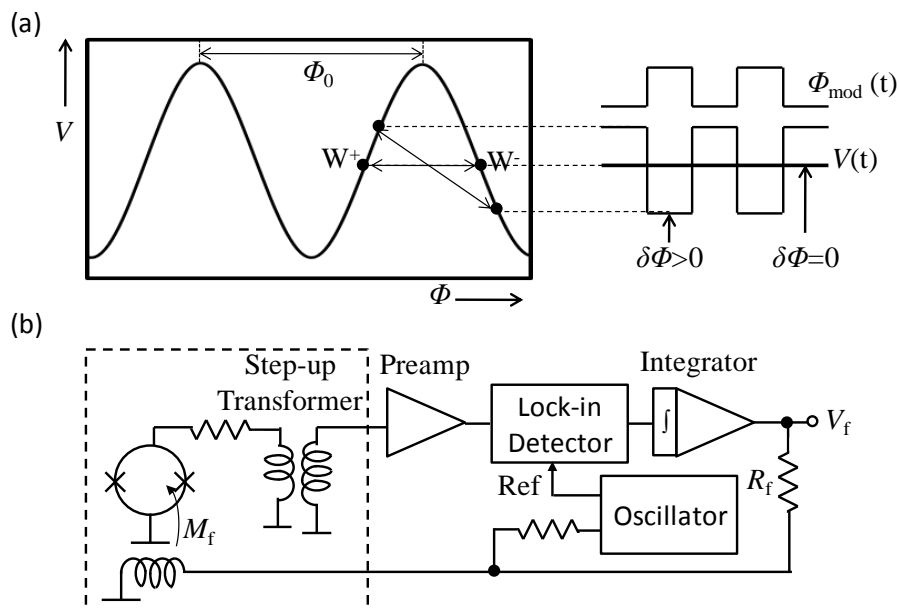 (a)
V
Φ0
W+
W-
Φmod (t)
V(t)
δΦ>0
δΦ=0
Φ
(b)
Step-up
Transformer
Preamp
Integrator
Lock-in
Detector
∫
Vf
Ref
Rf
Oscillator
Mf